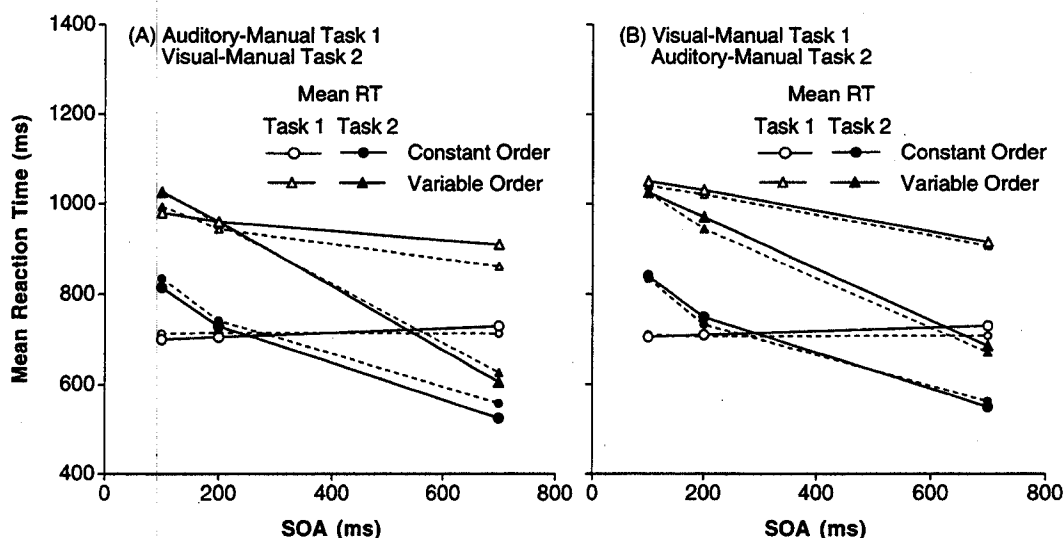 (A) Auditory-Manual Task 1
Visual-Manual Task 2
Mean RT
Task 1 Task 2
Constant Order
Variable Order
1400
1200
1000
800
600
400
0
200
400
600
800
Mean Reaction Time (ms)
SOA (ms)
(B) Visual-Manual Task 1
Auditory-Manual Task 2
Mean RT
Task 1 Task 2
Constant Order
Variable Order
0
200
400
600
800
SOA (ms)